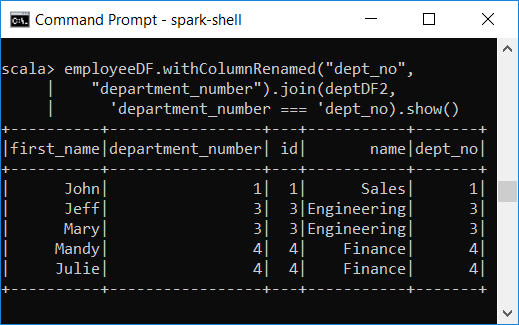 Command Prompt - spark-shell
scala> employeeDF.withColumnRenamed("dept_no",
     |    "department_number").join(deptDF2,
     |      'department_number === 'dept_no).show()
+----------+-----------------+---+-----------+-------+
|first_name|department_number| id|       name|dept_no|
+----------+-----------------+---+-----------+-------+
|      John|                1|  1|      Sales|      1|
|      Jeff|                3|  3|Engineering|      3|
|      Mary|                3|  3|Engineering|      3|
|     Mandy|                4|  4|    Finance|      4|
|     Julie|                4|  4|    Finance|      4|
+----------+-----------------+---+-----------+-------+